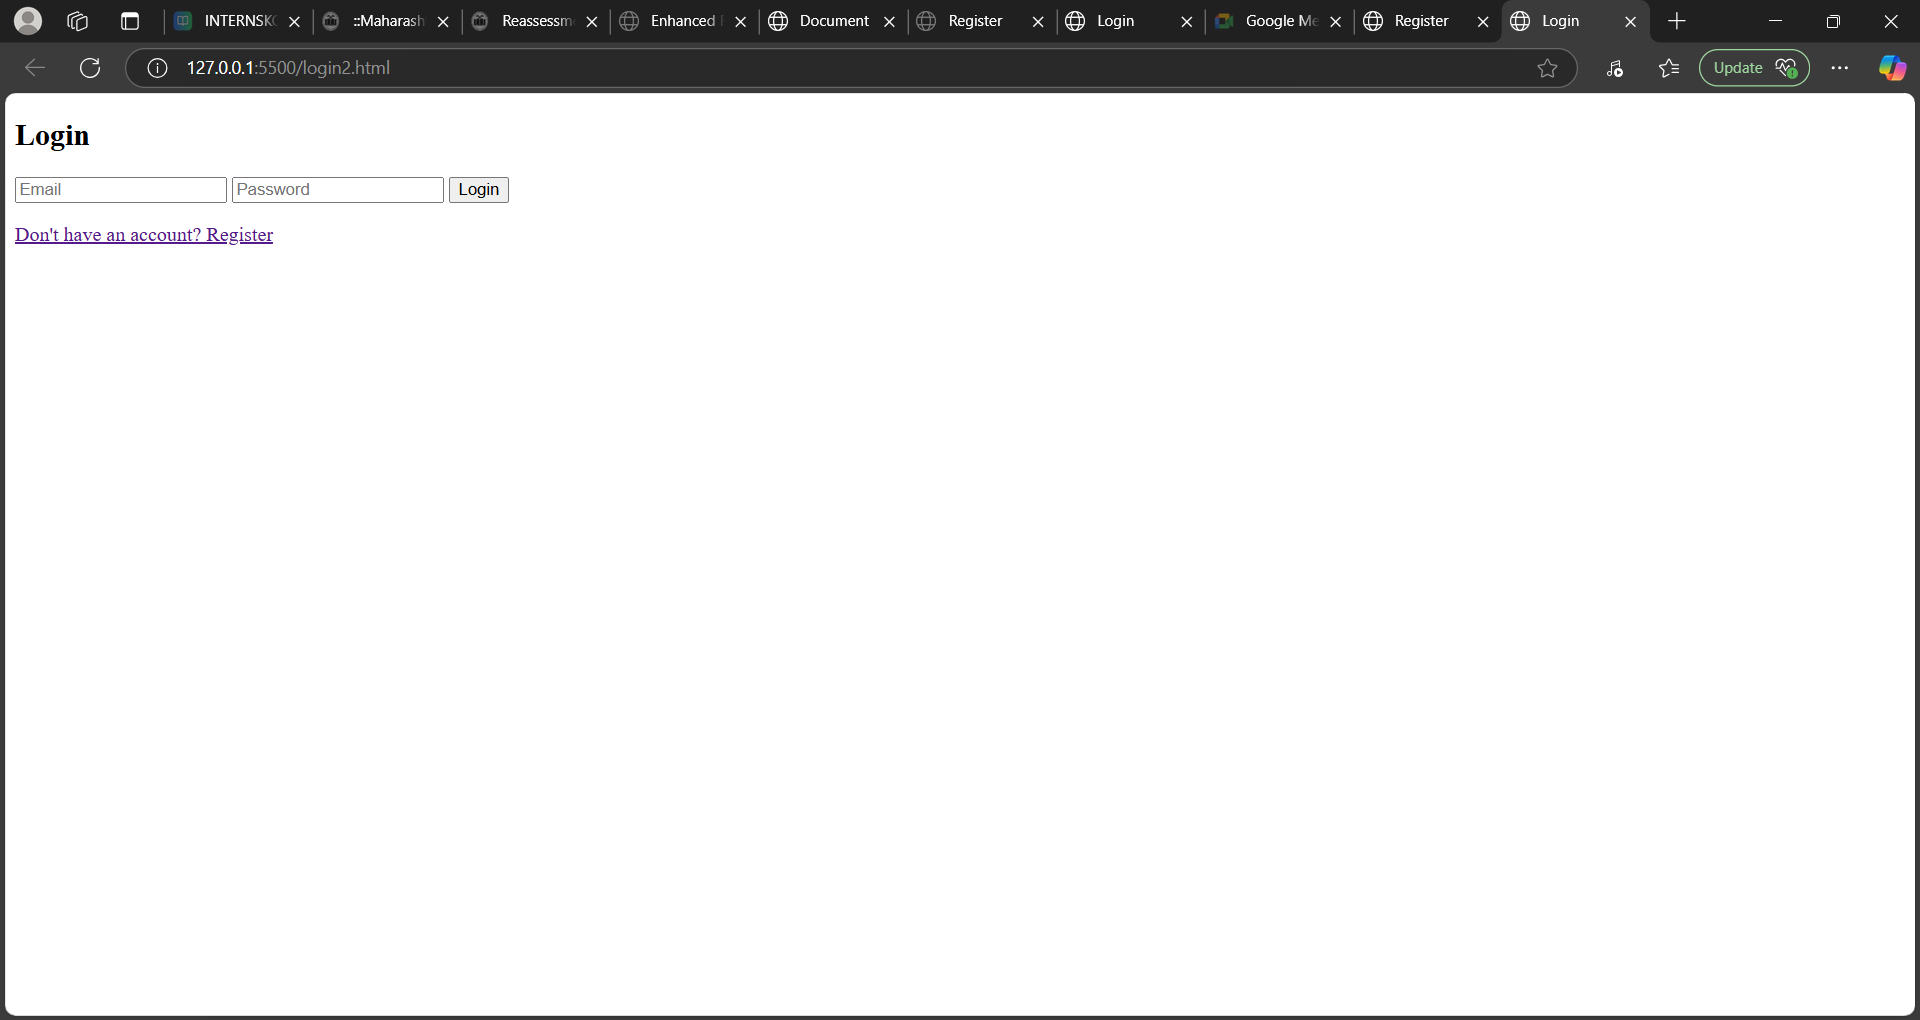 INTERNSK
::Maharash
Reassessm
Enhanced
Document
Register
Login
Google Me
Register
Login
127.0.0.1:5500/login2.html
Update
Login
Email Password Login
Don't have an account? Register